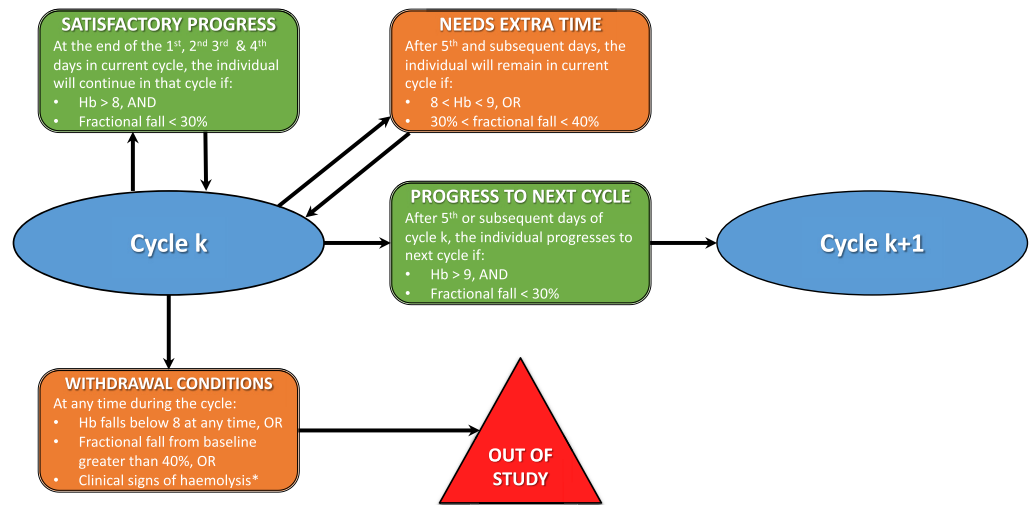 SATISFACTORY PROGRESS
At the end of the 1st, 2nd 3rd & 4th
days in current cycle, the individual
will continue in that cycle if:
• Hb > 8, AND
• Fractional fall < 30%
NEEDS EXTRA TIME
After 5th and subsequent days, the
individual will remain in current
cycle if:
• 8 < Hb < 9, OR
• 30% < fractional fall < 40%
Cycle k
PROGRESS TO NEXT CYCLE
After 5th or subsequent days of
cycle k, the individual progresses to
next cycle if:
• Hb > 9, AND
• Fractional fall < 30%
Cycle k+1
WITHDRAWAL CONDITIONS
At any time during the cycle:
• Hb falls below 8 at any time, OR
• Fractional fall from baseline
greater than 40%, OR
• Clinical signs of haemolysis*
OUT OF
STUDY